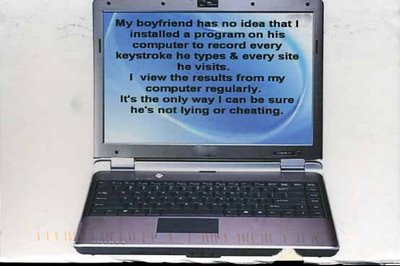 My boyfriend has no idea that I
installed a program on his
computer to record every
keystroke he types & every site
he visits.
I view the results from my
computer regularly.
It's the only way I can be sure
he's not lying or cheating.